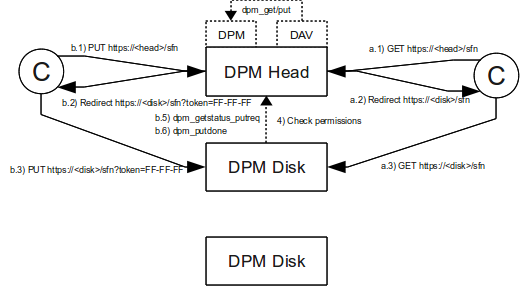 dpm_get/put
DPM
DAV
b.1) PUT https://<head>/sfn
a.1) GET https://<head>/sfn
C
DPM Head
C
b.2) Redirect https://<disk>/sfn?token=FF-FF-FF
a.2) Redirect https://<disk>/sfn
b.5) dpm_getstatus_putreq
4) Check permissions
b.6) dpm_putdone
b.3) PUT https://<disk>/sfn?token=FF-FF-FF
DPM Disk
a.3) GET https://<disk>/sfn
DPM Disk